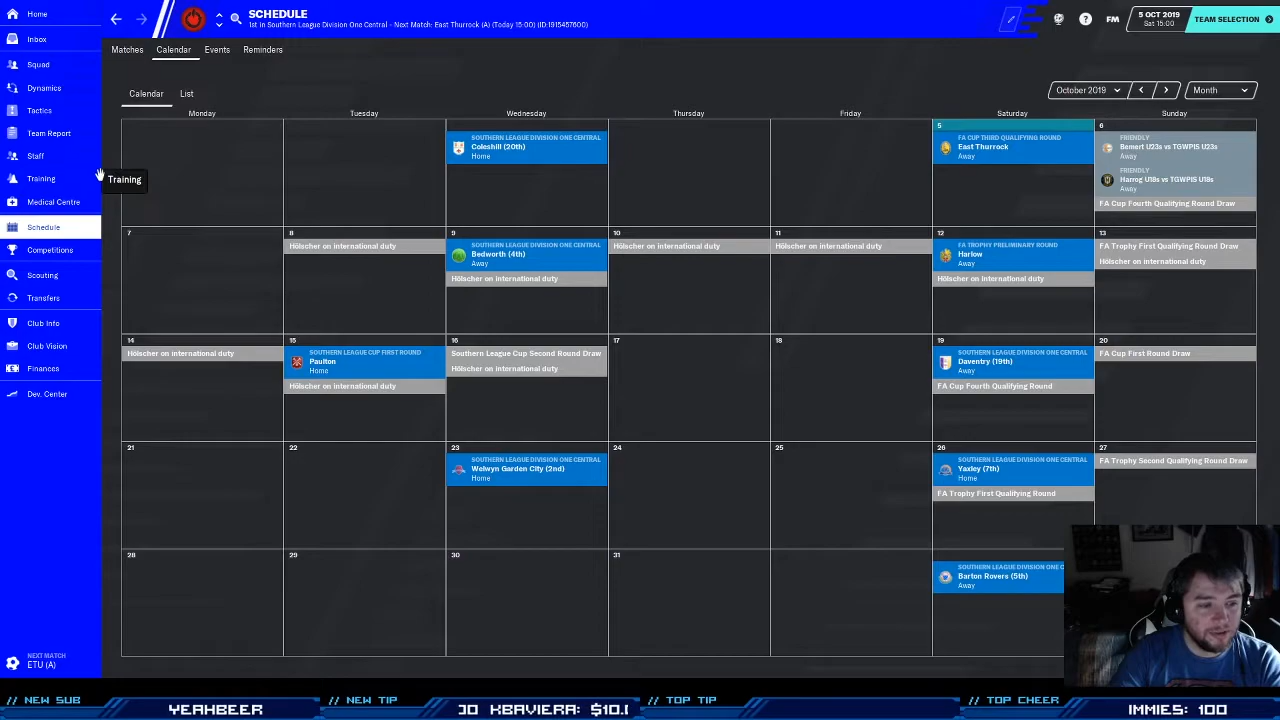 Home
SCHEDULE
1st in Southern League Division One Central - Next Match: East Thurrock (A) (Today 15:00) (ID:1915457600)
FM
5 OCT 2019
Sat 15:00
TEAM SELECTION
Inbox
Squad
Dynamics
Tactics
Team Report
Staff
Training
Medical Centre
Schedule
Competitions
Scouting
Transfers
Club Info
Club Vision
Finances
Dev. Center
Training
NEXT MATCH
ETU (A)
Matches Calendar Events Reminders
Calendar List
October 2019
Month
Monday Tuesday Wednesday Thursday Friday Saturday Sunday
SOUTHERN LEAGUE DIVISION ONE CENTRAL
Coleshill (20th)
Home
5
FA CUP THIRD QUALIFYING ROUND
East Thurrock
Away
6
FRIENDLY
Bemert U23s vs TGWPIS U23s
Away
FRIENDLY
Harrog U18s vs TGWPIS U18s
Away
FA Cup Fourth Qualifying Round Draw
7
8
Hölscher on international duty
9
SOUTHERN LEAGUE DIVISION ONE CENTRAL
Bedworth (4th)
Away
Hölscher on international duty
10
Hölscher on international duty
11
Hölscher on international duty
12
FA TROPHY PRELIMINARY ROUND
Harlow
Away
Hölscher on international duty
13
FA Trophy First Qualifying Round Draw
Hölscher on international duty
14
Hölscher on international duty
15
SOUTHERN LEAGUE CUP FIRST ROUND
Paulton
Home
Hölscher on international duty
16
Southern League Cup Second Round Draw
Hölscher on international duty
17
18
19
SOUTHERN LEAGUE DIVISION ONE CENTRAL
Daventry (19th)
Away
FA Cup Fourth Qualifying Round
20
FA Cup First Round Draw
21
22
23
SOUTHERN LEAGUE DIVISION ONE CENTRAL
Welwyn Garden City (2nd)
Home
24
25
26
SOUTHERN LEAGUE DIVISION ONE CENTRAL
Yaxley (7th)
Home
FA Trophy First Qualifying Round
27
FA Trophy Second Qualifying Round Draw
28
29
30
31
SOUTHERN LEAGUE DIVISION ONE C
Barton Rovers (5th)
Away
// NEW SUB
YEAHBEER
// NEW TIP
JO KBAVIERA: $10.
// TOP TIP
// TOP CHEER
IMMIES: 100